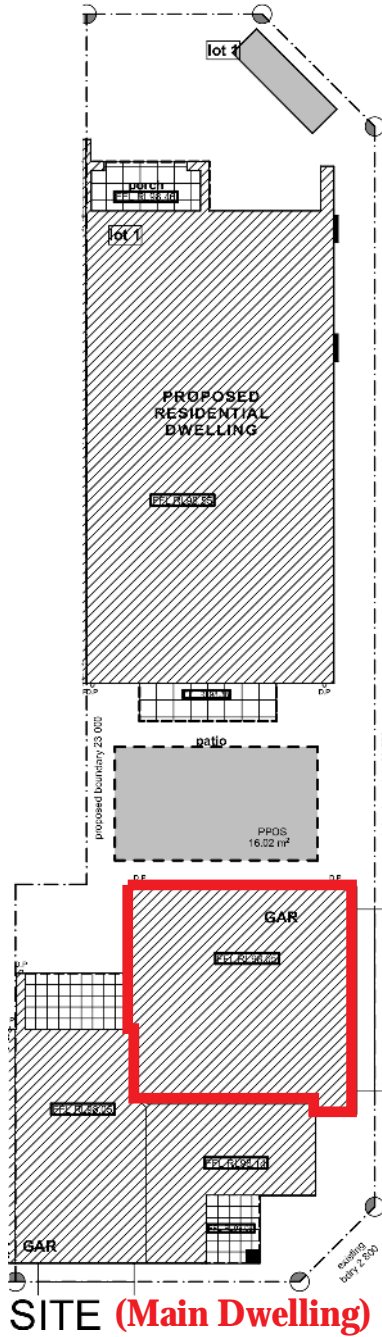 lot 2
porch
lot 1
PROPOSED
RESIDENTIAL
DWELLING
patio
proposed boundary 23 000
PPOS
16.02 m²
D.P
D.P
GAR
GAR
existing
bdry 2 800
SITE (Main Dwelling)